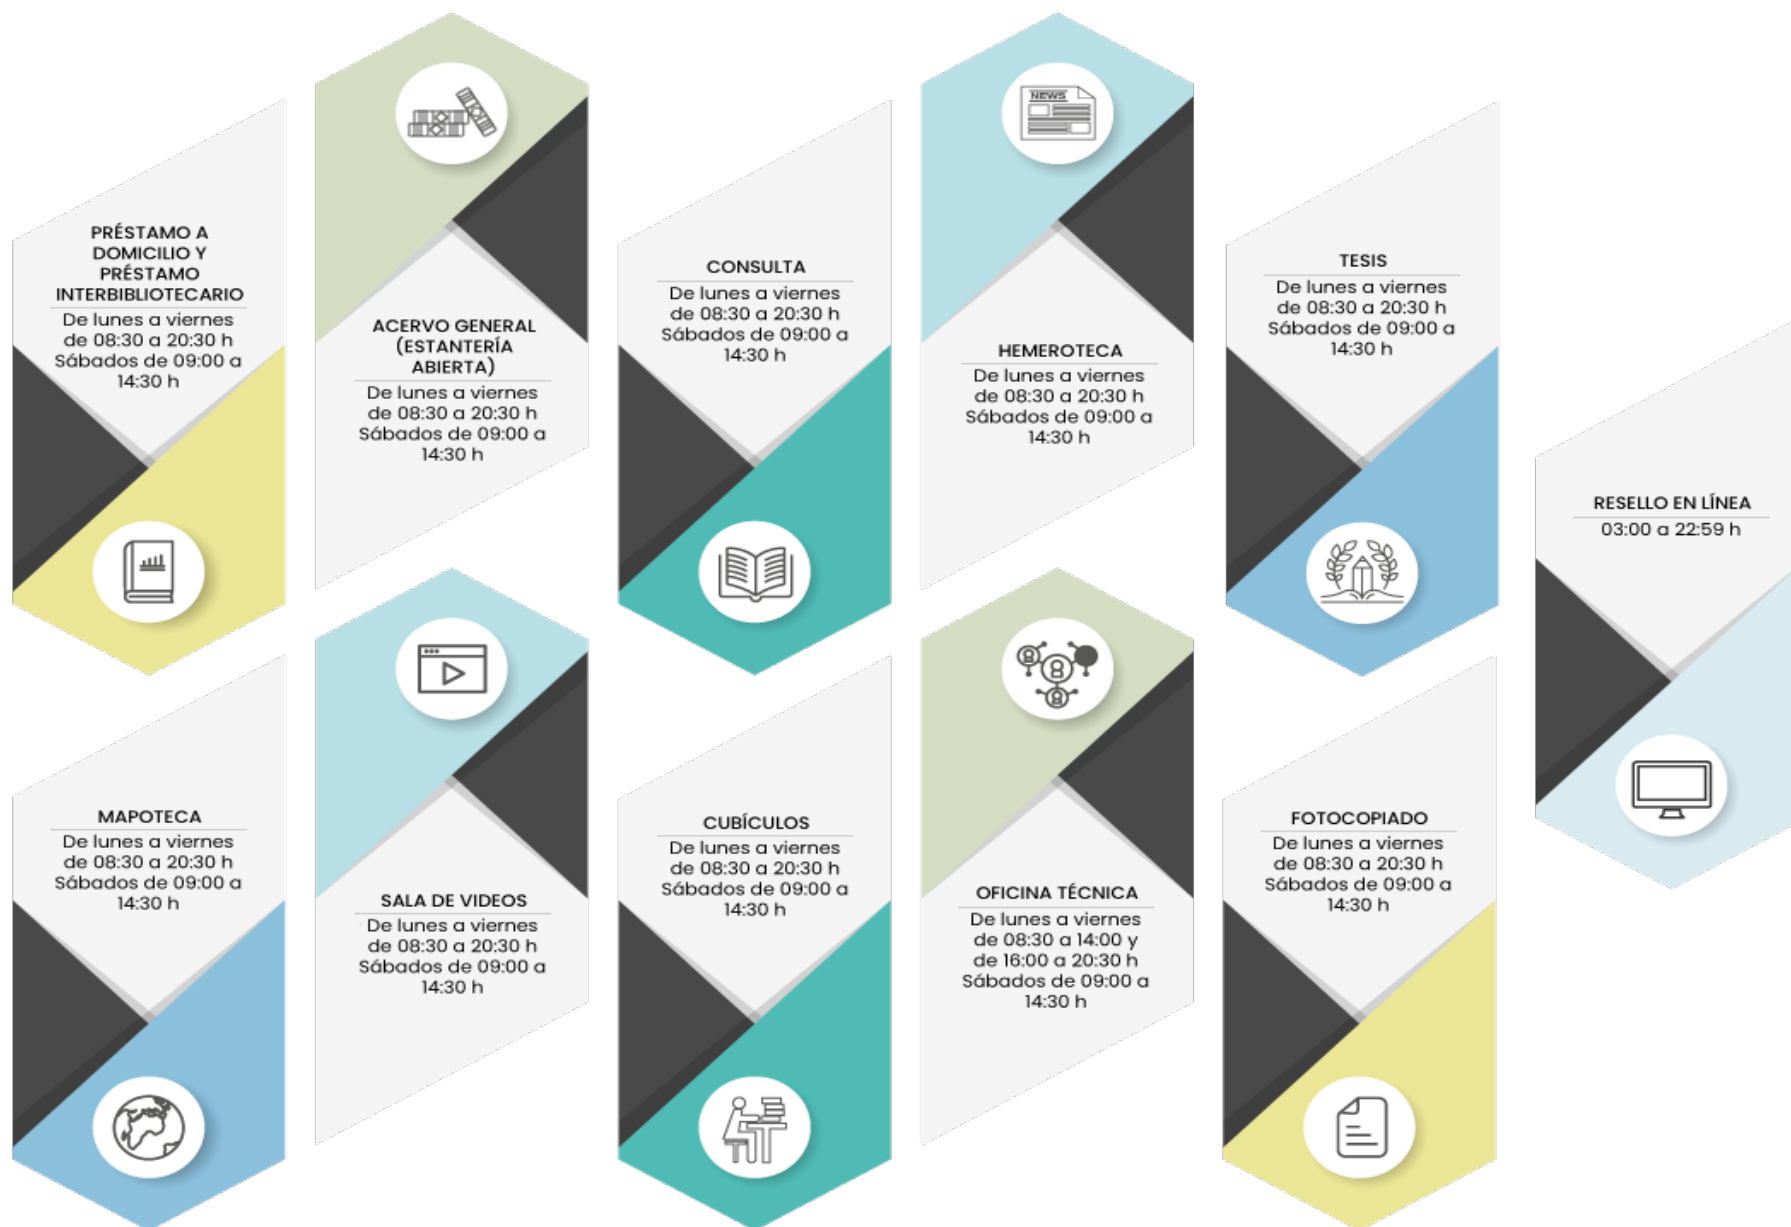 PRÉSTAMO A
DOMICILIO Y
PRÉSTAMO
INTERBIBLIOTECARIO
De lunes a viernes
de 08:30 a 20:30 h
Sábados de 09:00 a
14:30 h
ACERVO GENERAL
(ESTANTERÍA
ABIERTA)
De lunes a viernes
de 08:30 a 20:30 h
Sábados de 09:00 a
14:30 h
CONSULTA
De lunes a viernes
de 08:30 a 20:30 h
Sábados de 09:00 a
14:30 h
NEWS
HEMEROTECA
De lunes a viernes
de 08:30 a 20:30 h
Sábados de 09:00 a
14:30 h
TESIS
De lunes a viernes
de 08:30 a 20:30 h
Sábados de 09:00 a
14:30 h
RESELLO EN LÍNEA
03:00 a 22:59 h
MAPOTECA
De lunes a viernes
de 08:30 a 20:30 h
Sábados de 09:00 a
14:30 h
SALA DE VIDEOS
De lunes a viernes
de 08:30 a 20:30 h
Sábados de 09:00 a
14:30 h
CUBÍCULOS
De lunes a viernes
de 08:30 a 20:30 h
Sábados de 09:00 a
14:30 h
OFICINA TÉCNICA
De lunes a viernes
de 08:30 a 14:00 y
de 16:00 a 20:30 h
Sábados de 09:00 a
14:30 h
FOTOCOPIADO
De lunes a viernes
de 08:30 a 20:30 h
Sábados de 09:00 a
14:30 h